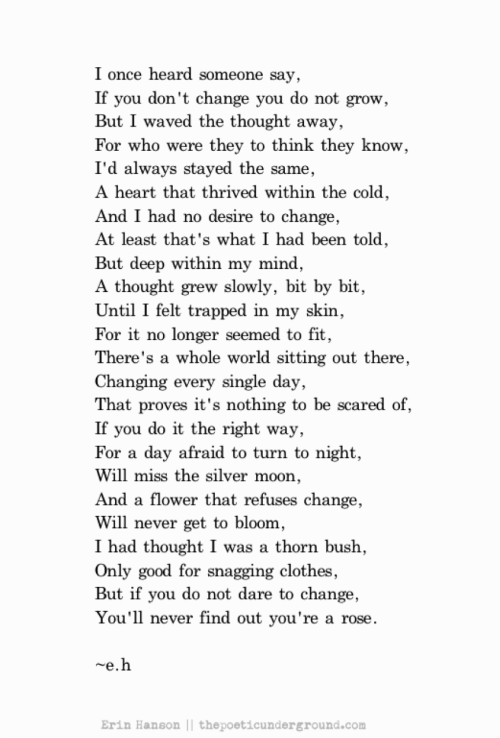 I once heard someone say,
If you don't change you do not grow,
But I waved the thought away,
For who were they to think they know,
I'd always stayed the same,
A heart that thrived within the cold,
And I had no desire to change,
At least that's what I had been told,
But deep within my mind,
A thought grew slowly, bit by bit,
Until I felt trapped in my skin,
For it no longer seemed to fit,
There's a whole world sitting out there,
Changing every single day,
That proves it's nothing to be scared of,
If you do it the right way,
For a day afraid to turn to night,
Will miss the silver moon,
And a flower that refuses change,
Will never get to bloom,
I had thought I was a thorn bush,
Only good for snagging clothes,
But if you do not dare to change,
You'll never find out you're a rose.
~e.h
Erin Hanson || thepoeticunderground.com